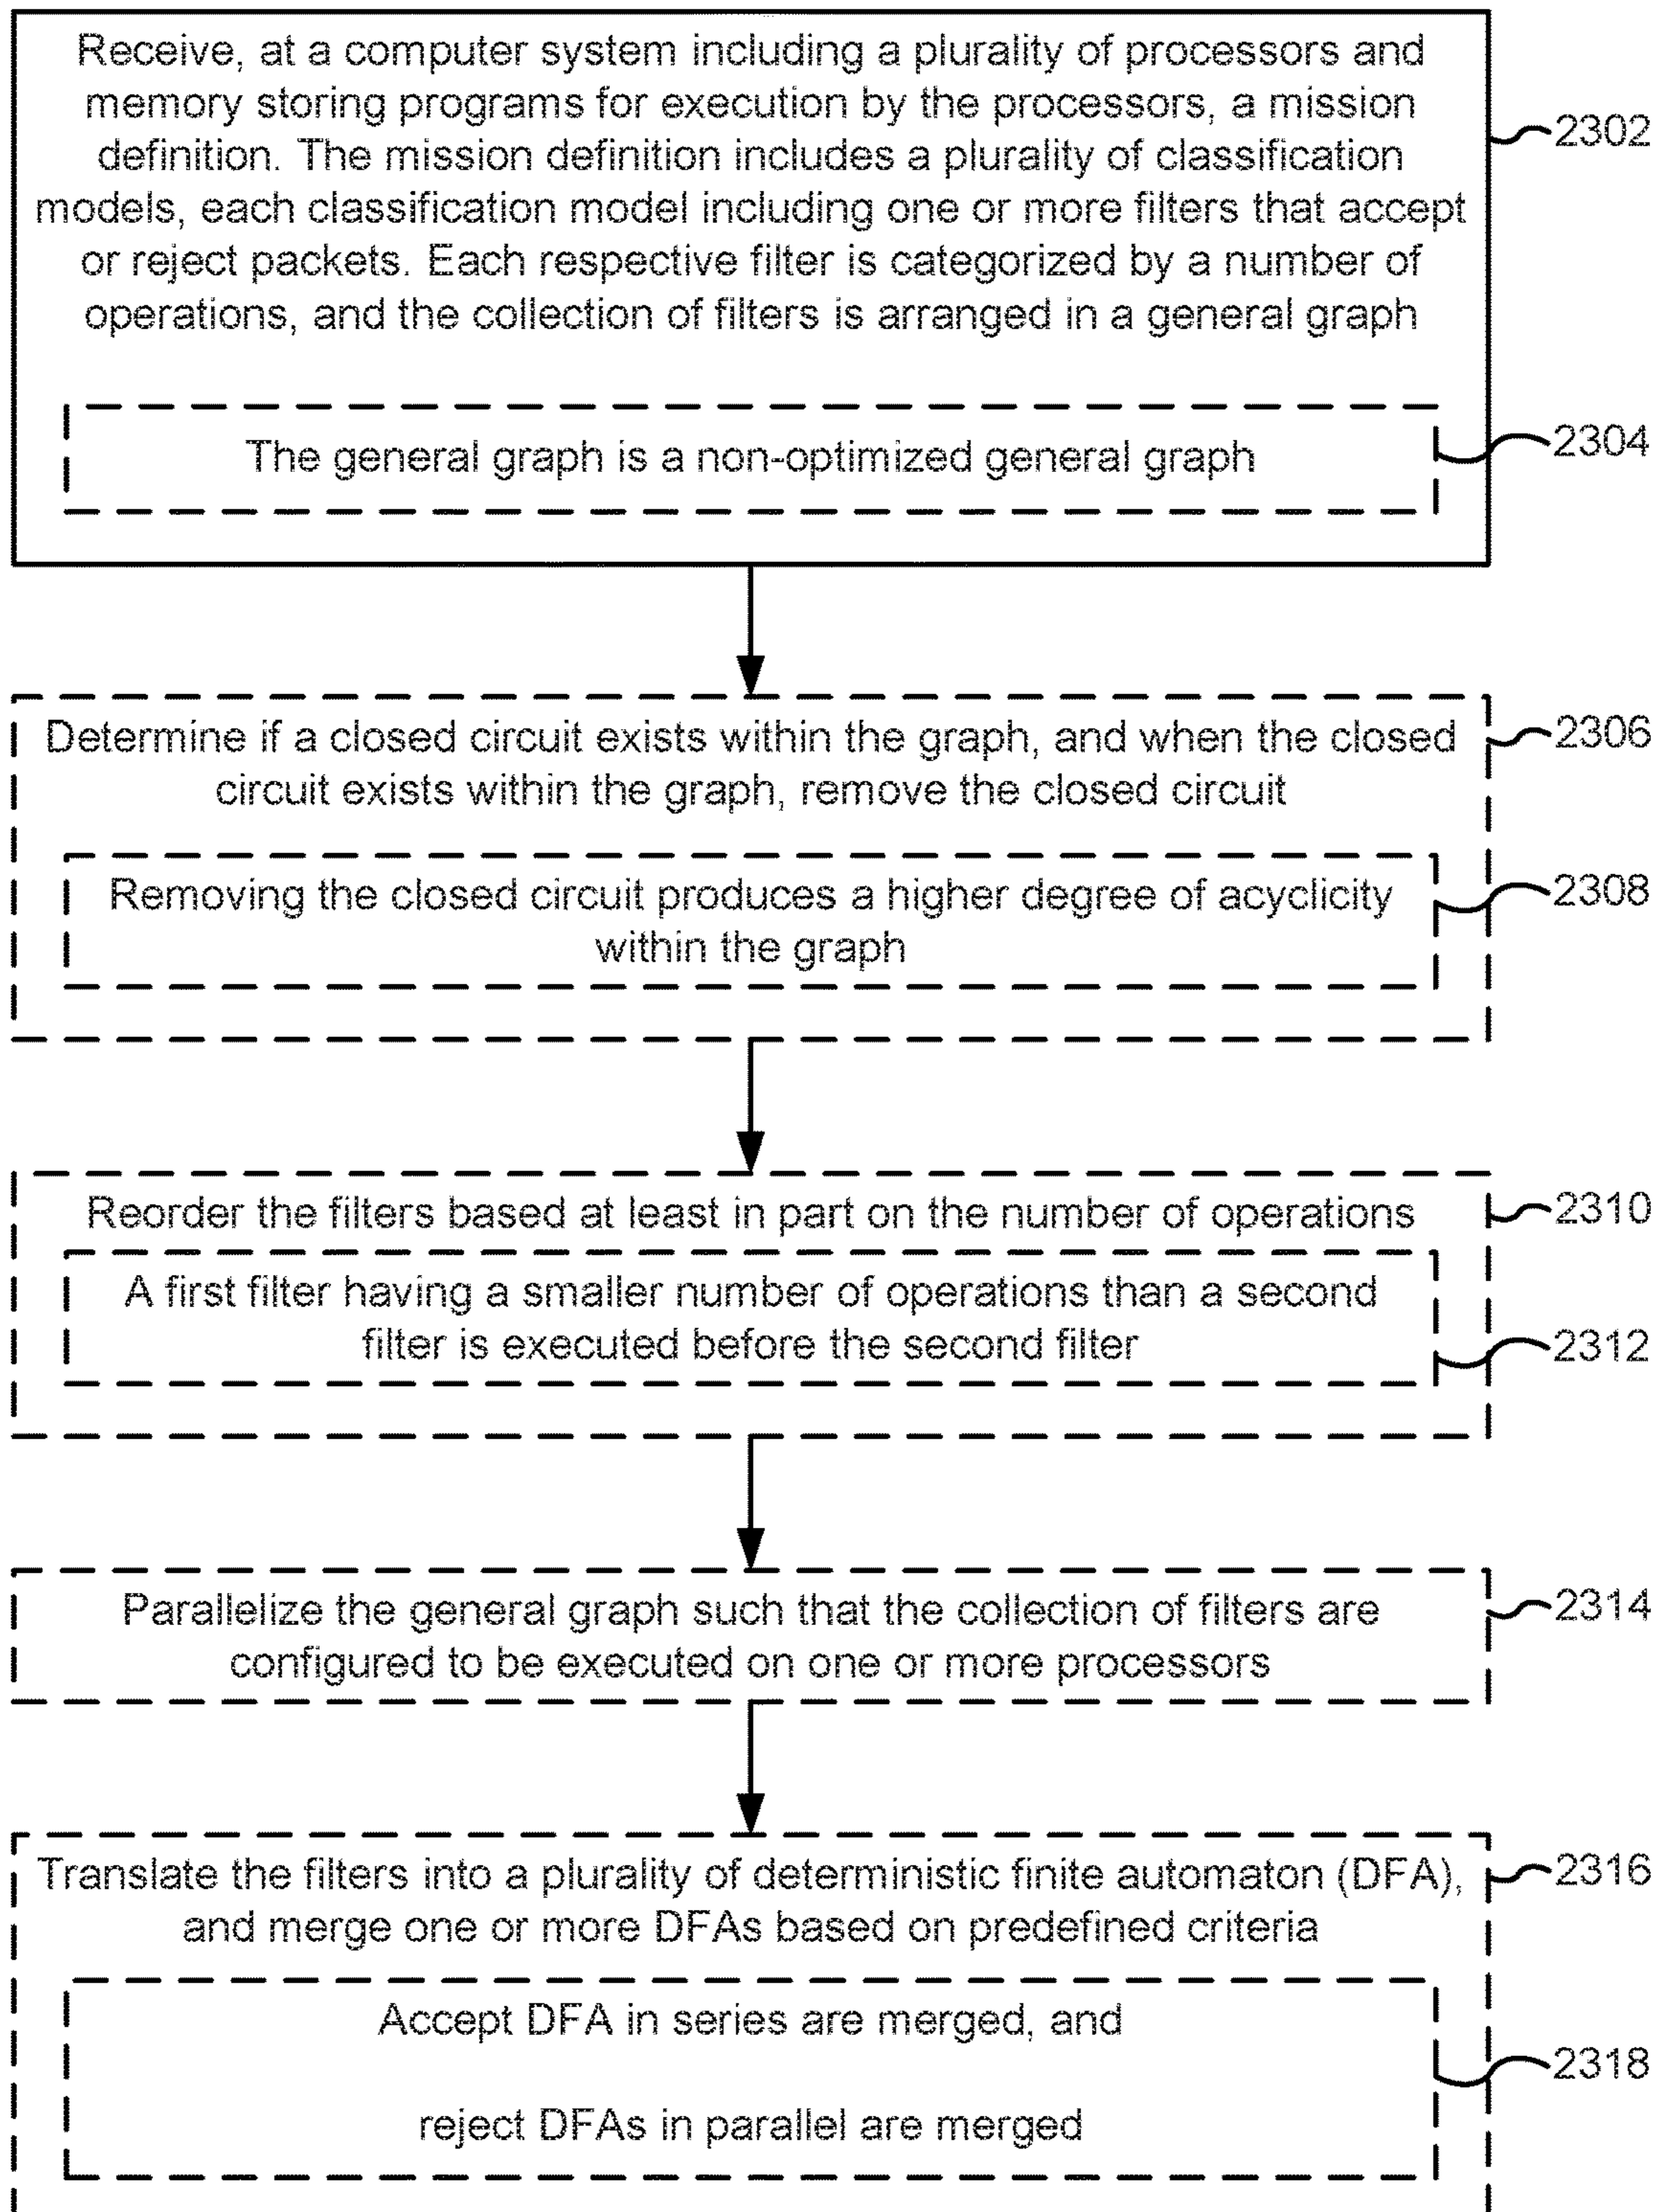 Receive, at a computer system including a plurality of processors and
memory storing programs for execution by the processors, a mission
definition. The mission definition includes a plurality of classification
models, each classification model including one or more filters that accept
or reject packets. Each respective filter is categorized by a number of
operations, and the collection of filters is arranged in a general graph
2302
The general graph is a non-optimized general graph
2304
Determine if a closed circuit exists within the graph, and when the closed
circuit exists within the graph, remove the closed circuit
2306
Removing the closed circuit produces a higher degree of acyclicity
within the graph
2308
Reorder the filters based at least in part on the number of operations
2310
A first filter having a smaller number of operations than a second
filter is executed before the second filter
2312
Parallelize the general graph such that the collection of filters are
configured to be executed on one or more processors
2314
Translate the filters into a plurality of deterministic finite automaton (DFA),
and merge one or more DFAs based on predefined criteria
2316
Accept DFA in series are merged, and
reject DFAs in parallel are merged
2318